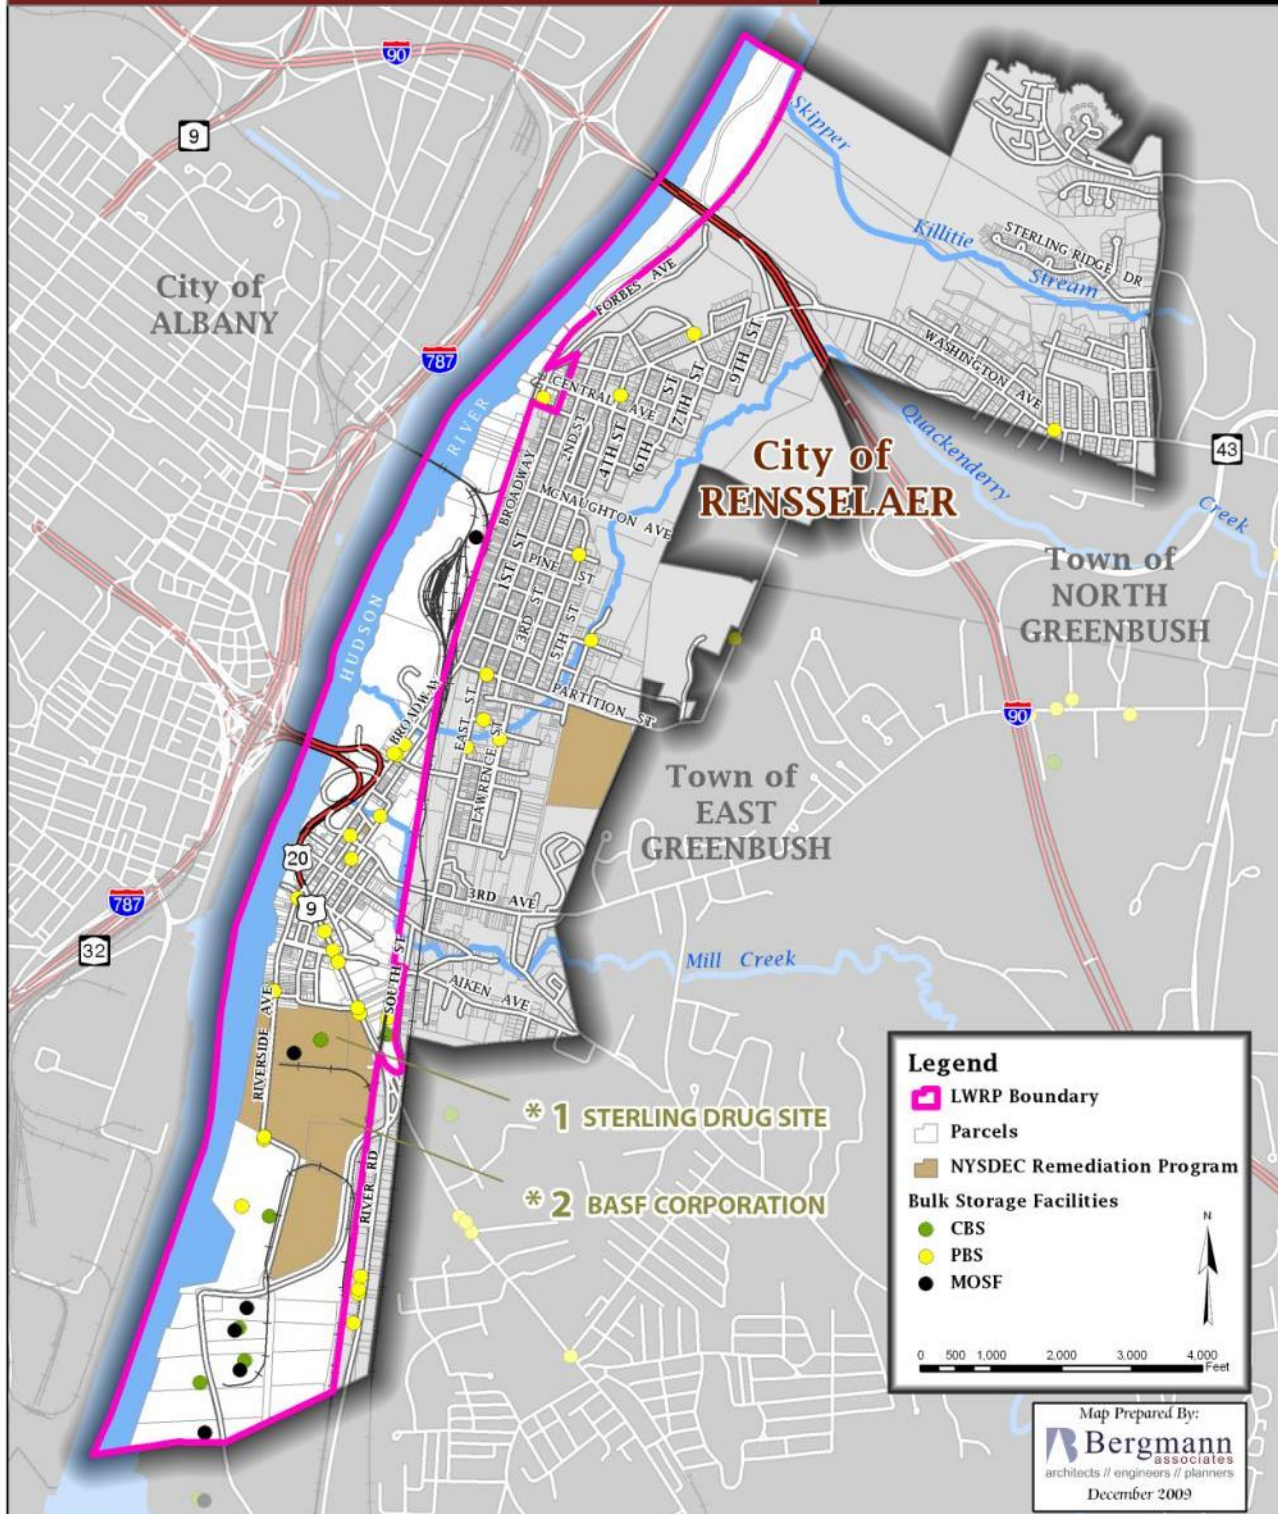 90
9
Skipper
Killitie
Stream
STERLING RIDGE DR
City of
ALBANY
787
FORBES AVE
WASHINGTON AVE
9TH ST
7TH ST
6TH ST
4TH ST
2ND ST
CENTRAL AVE
HUDSON RIVER
BROADWAY
City of
RENSSELAER
Quackenderry
Creek
43
MCNAUGHTON AVE
1ST ST
PINE ST
3RD ST
5TH ST
Town of
NORTH
GREENBUSH
PARTITION ST
BROADWAY
EAST ST
LAWRENCE ST
90
Town of
EAST
GREENBUSH
20
9
787
32
3RD AVE
Mill Creek
SOUTH ST
AIKEN AVE
RIVERSIDE AVE
RIVER RD
* 1 STERLING DRUG SITE
* 2 BASF CORPORATION
Legend
LWRP Boundary
Parcels
NYSDEC Remediation Program
Bulk Storage Facilities
CBS
PBS
MOSF
N
0 500 1,000 2,000 3,000 4,000
Feet
Map Prepared By:
Bergmann
associates
architects // engineers // planners
December 2009